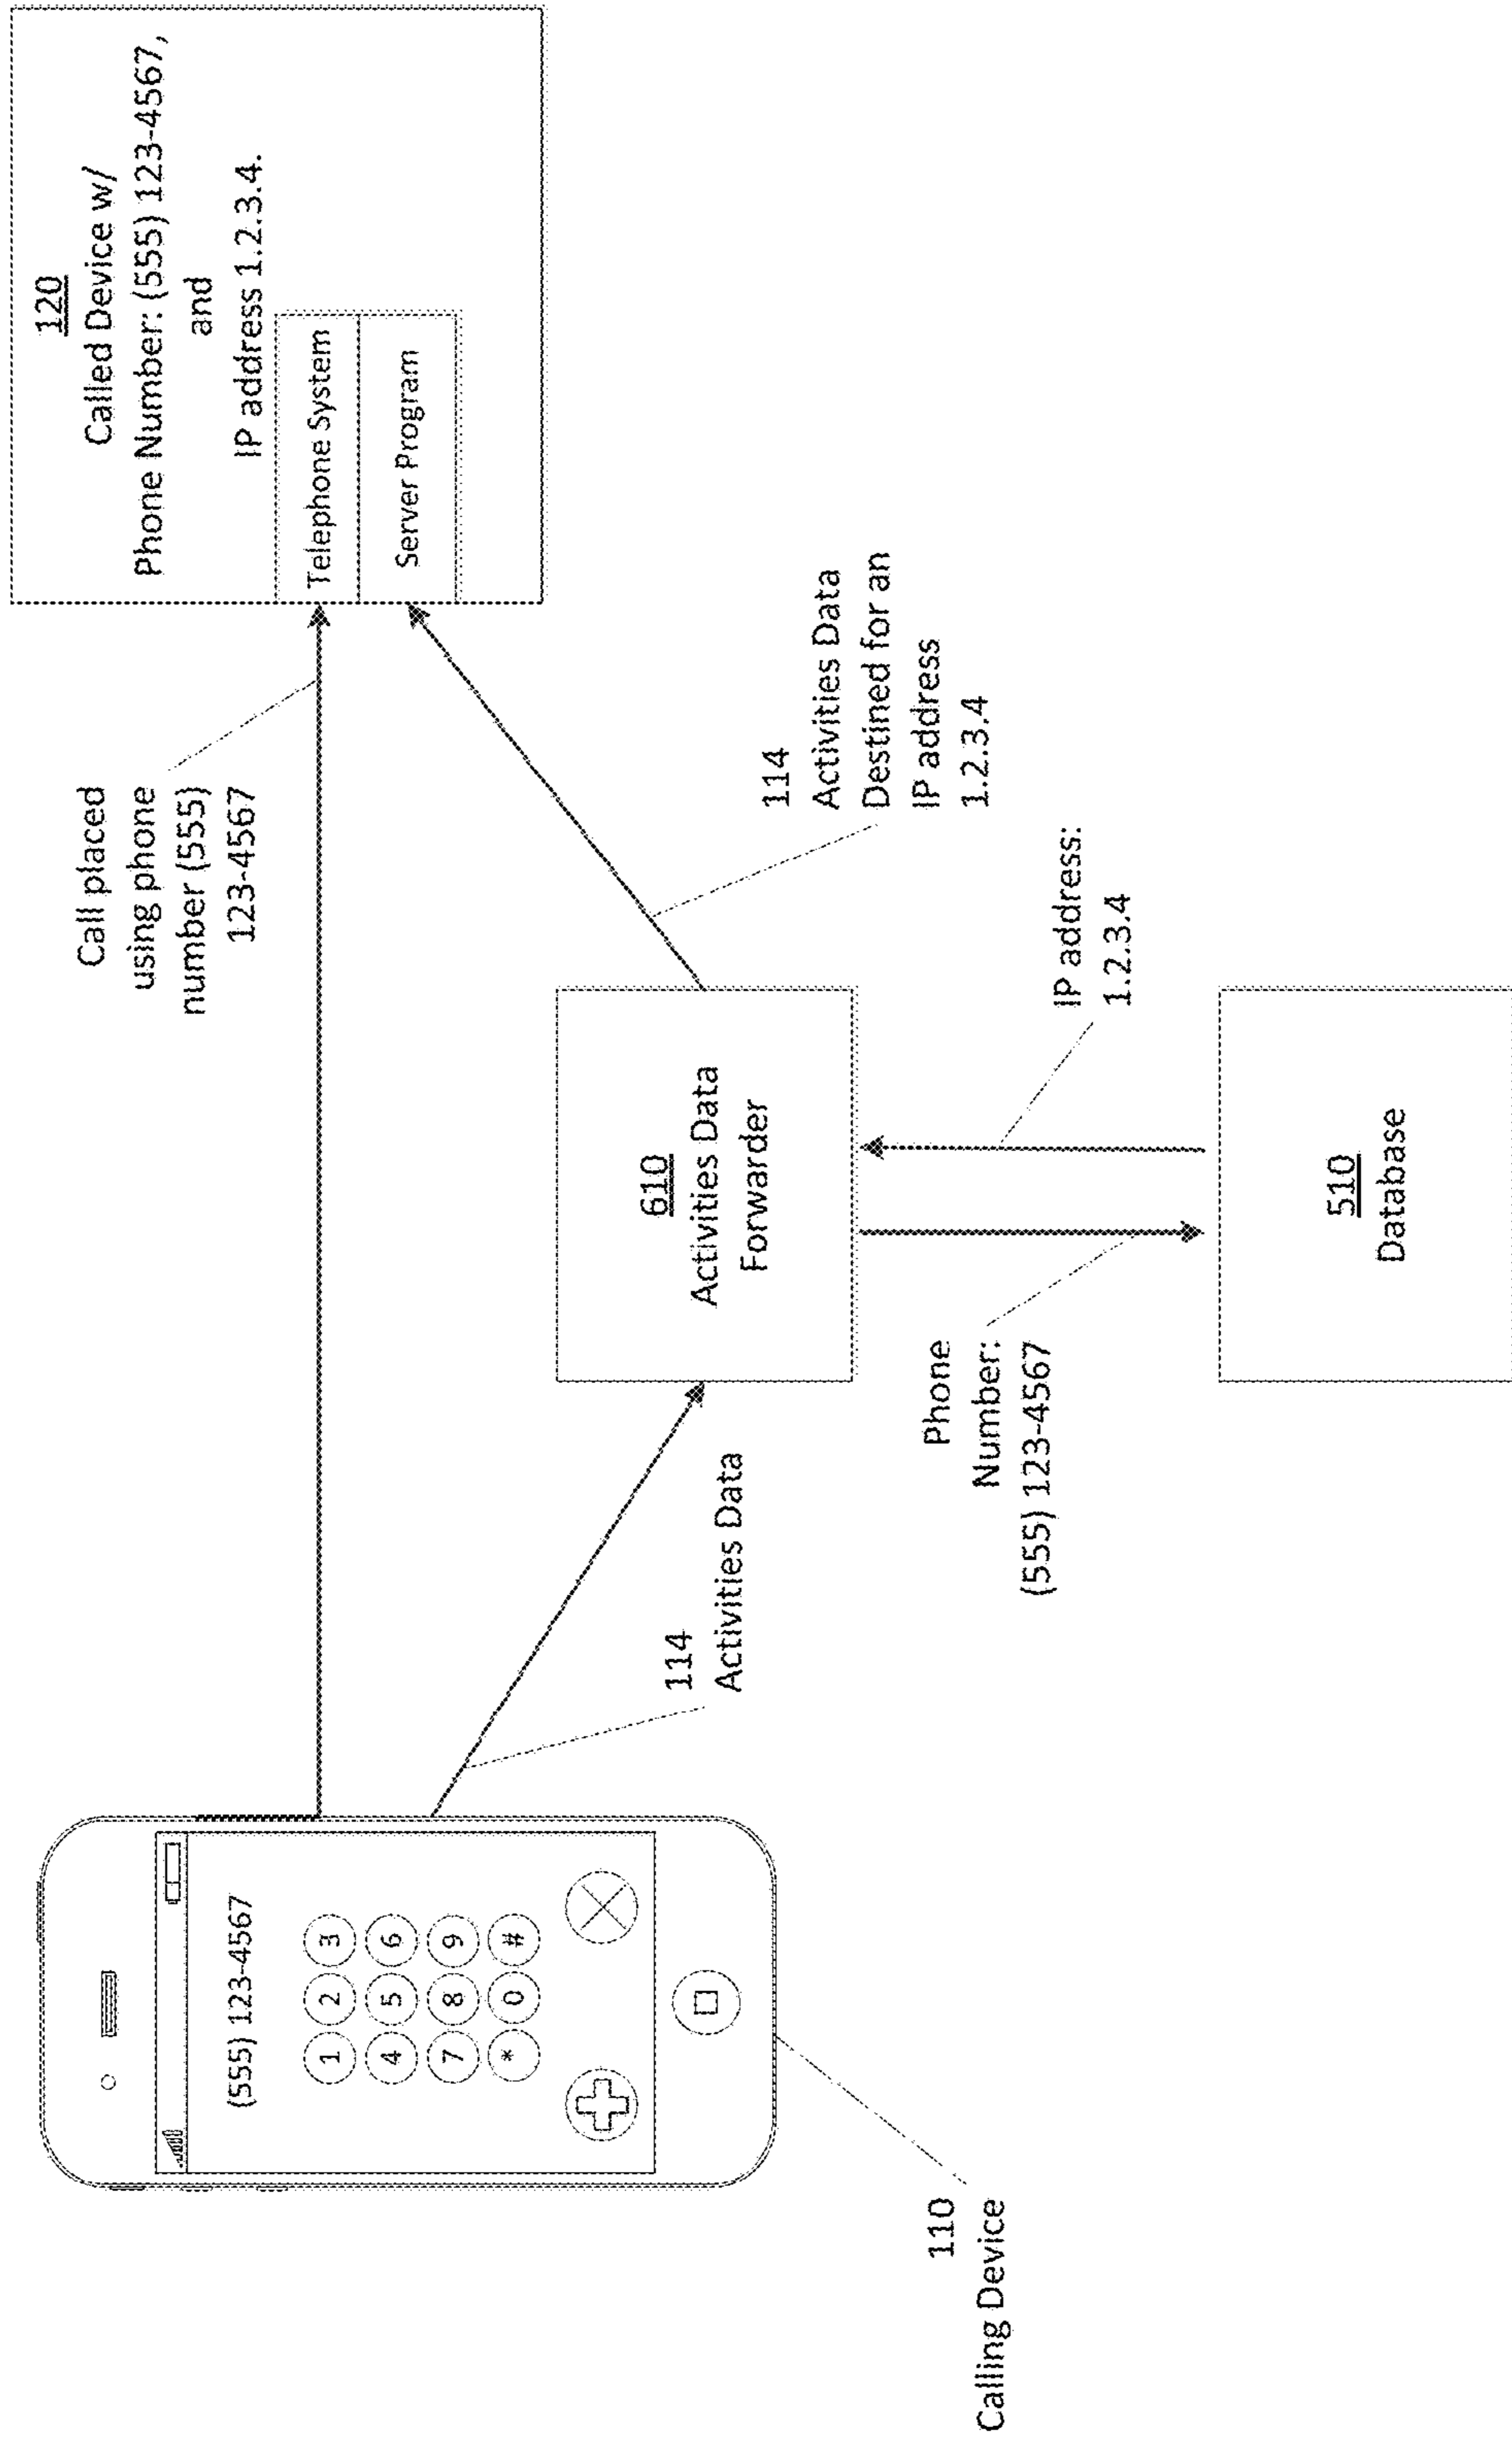 (555) 123-4567
1 2 3
4 5 6
7 8 9
* 0 #
110
Calling Device
114
Activities Data
Call placed
using phone
number (555)
123-4567
610
Activities Data
Forwarder
Phone
Number:
(555) 123-4567
IP address:
1.2.3.4
510
Database
114
Activities Data
Destined for an
IP address
1.2.3.4
120
Called Device w/
Phone Number: (555) 123-4567,
and
IP address 1.2.3.4.
Telephone System
Server Program